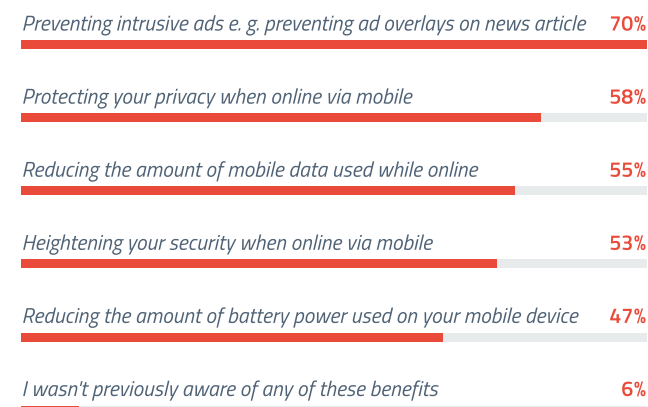 Preventing intrusive ads e. g. preventing ad overlays on news article 70%
Protecting your privacy when online via mobile 58%
Reducing the amount of mobile data used while online 55%
Heightening your security when online via mobile 53%
Reducing the amount of battery power used on your mobile device 47%
I wasn't previously aware of any of these benefits 6%